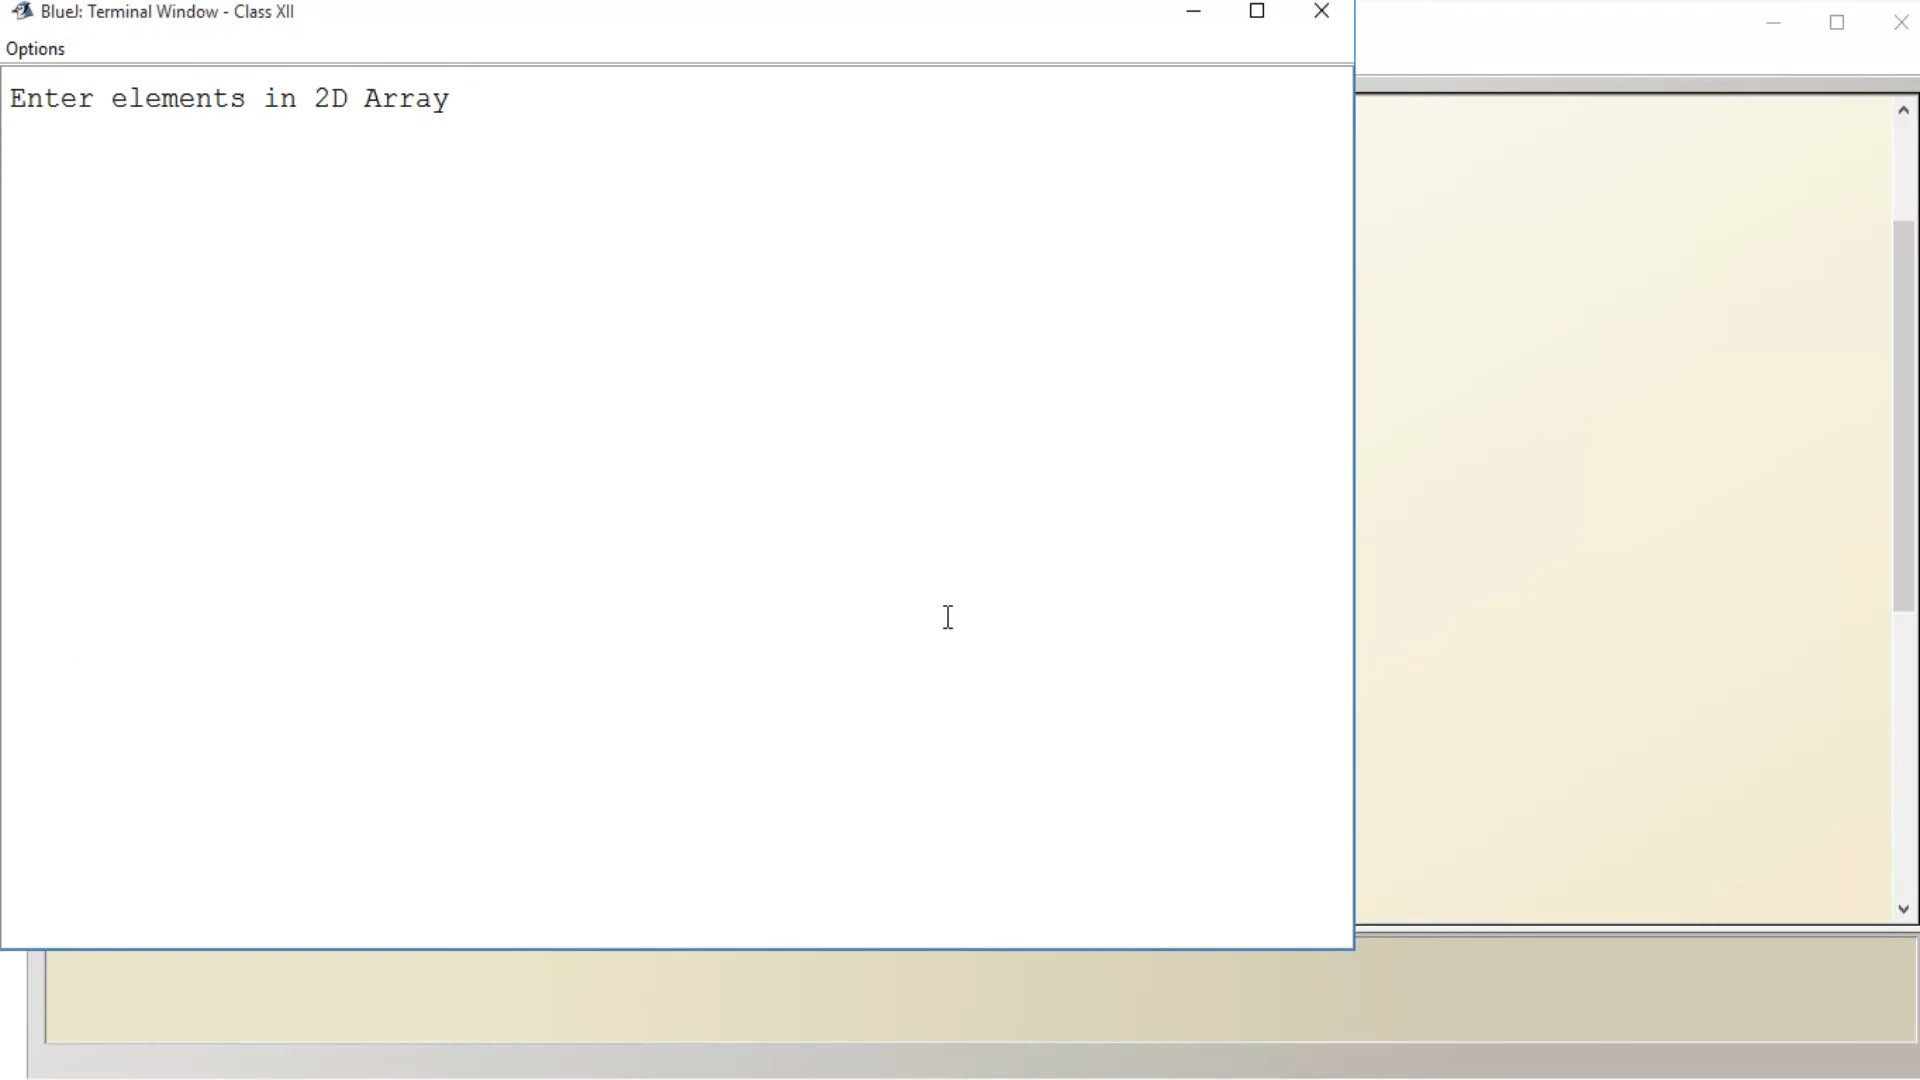 BlueJ: Terminal Window - Class XII
Options
Enter elements in 2D Array